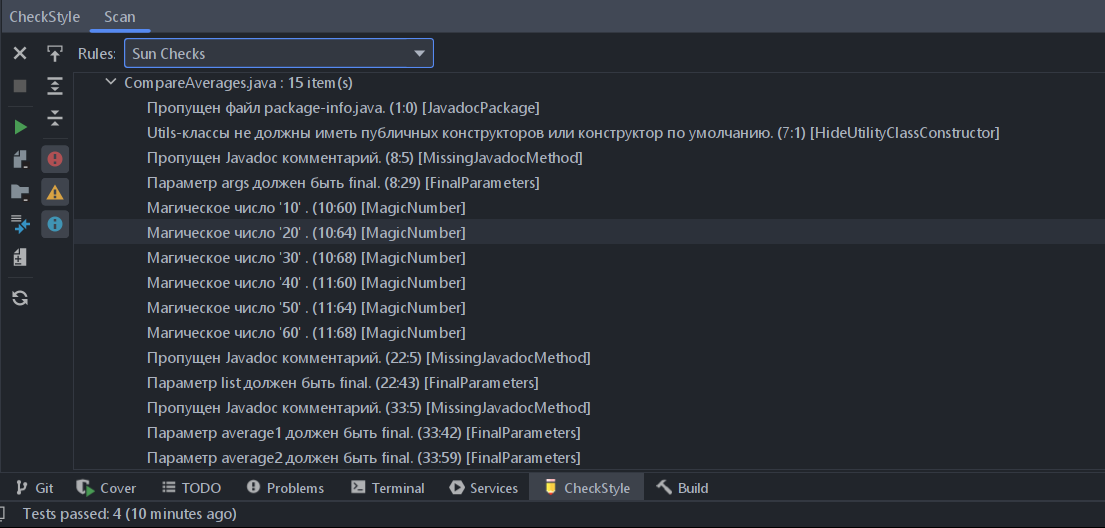 CheckStyle Scan
Rules: Sun Checks
CompareAverages.java : 15 item(s)
Пропущен файл package-info.java. (1:0) [JavadocPackage]
Utils-классы не должны иметь публичных конструкторов или конструктор по умолчанию. (7:1) [HideUtilityClassConstructor]
Пропущен Javadoc комментарий. (8:5) [MissingJavadocMethod]
Параметр args должен быть final. (8:29) [FinalParameters]
Магическое число '10' . (10:60) [MagicNumber]
Магическое число '20' . (10:64) [MagicNumber]
Магическое число '30' . (10:68) [MagicNumber]
Магическое число '40' . (11:60) [MagicNumber]
Магическое число '50' . (11:64) [MagicNumber]
Магическое число '60' . (11:68) [MagicNumber]
Пропущен Javadoc комментарий. (22:5) [MissingJavadocMethod]
Параметр list должен быть final. (22:43) [FinalParameters]
Пропущен Javadoc комментарий. (33:5) [MissingJavadocMethod]
Параметр average1 должен быть final. (33:42) [FinalParameters]
Параметр average2 должен быть final. (33:59) [FinalParameters]
Git Cover TODO Problems Terminal Services CheckStyle Build
Tests passed: 4 (10 minutes ago)